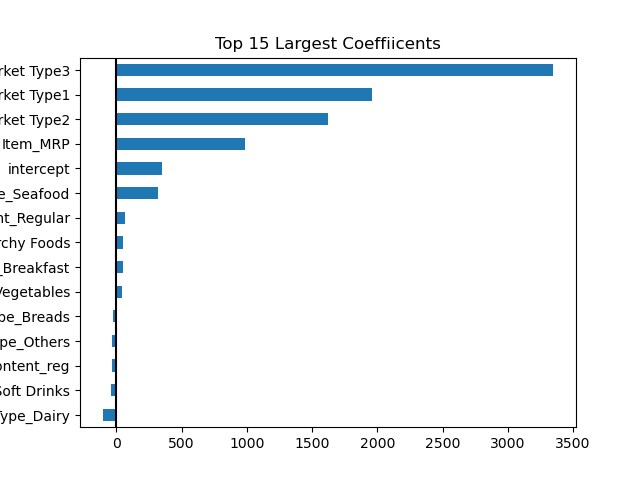 Top 15 Largest Coeffiicents
rket Type3
rket Type1
rket Type2
Item_MRP
intercept
e_Seafood
nt_Regular
rchy Foods
_Breakfast
Vegetables
pe_Breads
pe_Others
ontent_reg
Soft Drinks
Type_Dairy
0 500 1000 1500 2000 2500 3000 3500